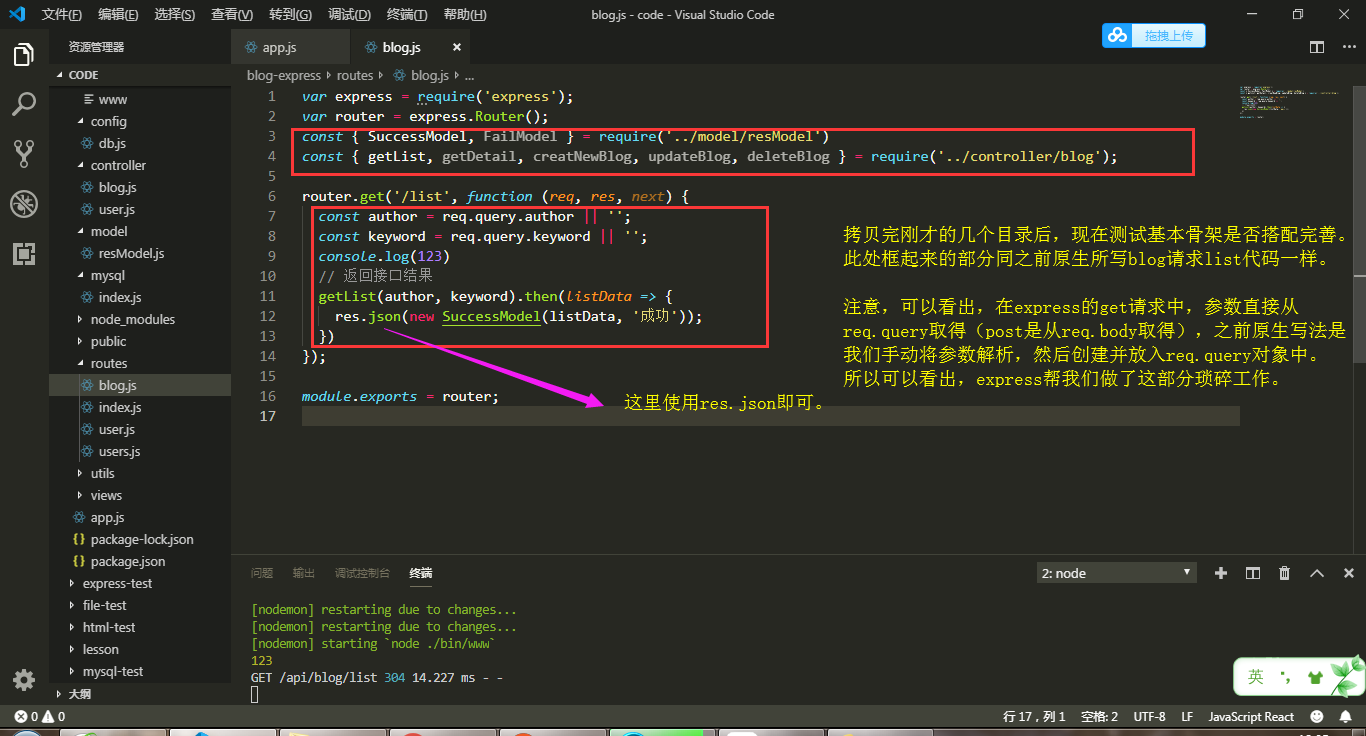 文件(F) 编辑(E) 选择(S) 查看(V) 转到(G) 调试(D) 终端(T) 帮助(H) blog.js - code - Visual Studio Code
拖拽上传
资源管理器
CODE
www
config
db.js
controller
blog.js
user.js
model
resModel.js
mysql
index.js
node_modules
public
routes
blog.js
index.js
user.js
users.js
utils
views
app.js
package-lock.json
package.json
express-test
file-test
html-test
lesson
mysql-test
大纲
app.js blog.js
blog-express routes blog.js ...
1 var express = require('express');
2 var router = express.Router();
3 const { SuccessModel, FailModel } = require('../model/resModel')
4 const { getList, getDetail, creatNewBlog, updateBlog, deleteBlog } = require('../controller/blog');
5
6 router.get('/list', function (req, res, next) {
7 const author = req.query.author || '';
8 const keyword = req.query.keyword || '';
9 console.log(123)
10 // 返回接口结果
11 getList(author, keyword).then(listData => {
12 res.json(new SuccessModel(listData, '成功'));
13 })
14 });
15
16 module.exports = router;
17
拷贝完刚才的几个目录后，现在测试基本骨架是否搭配完善。
此处框起来的部分同之前原生所写blog请求list代码一样。
注意，可以看出，在express的get请求中，参数直接从
req.query取得（post是从req.body取得），之前原生写法是
我们手动将参数解析，然后创建并放入req.query对象中。
所以可以看出，express帮我们做了这部分琐碎工作。
这里使用res.json即可。
问题 输出 调试控制台 终端 2: node
[nodemon] restarting due to changes...
[nodemon] restarting due to changes...
[nodemon] starting `node ./bin/www`
123
GET /api/blog/list 304 14.227 ms - -
英
0 0 行 17，列 1 空格: 2 UTF-8 LF JavaScript React